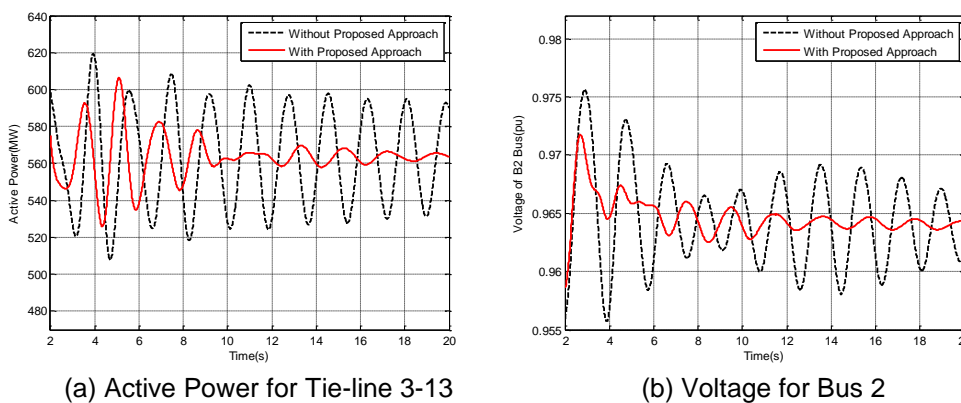 640
620
600
580
560
540
520
500
480
Active Power(MW)
2 4 6 8 10 12 14 16 18 20
Time(s)
Without Proposed Approach
With Proposed Approach
(a) Active Power for Tie-line 3-13
0.98
0.975
0.97
0.965
0.96
0.955
Voltage of B2 Bus(pu)
2 4 6 8 10 12 14 16 18
Time(s)
Without Proposed Approach
With Proposed Approach
(b) Voltage for Bus 2